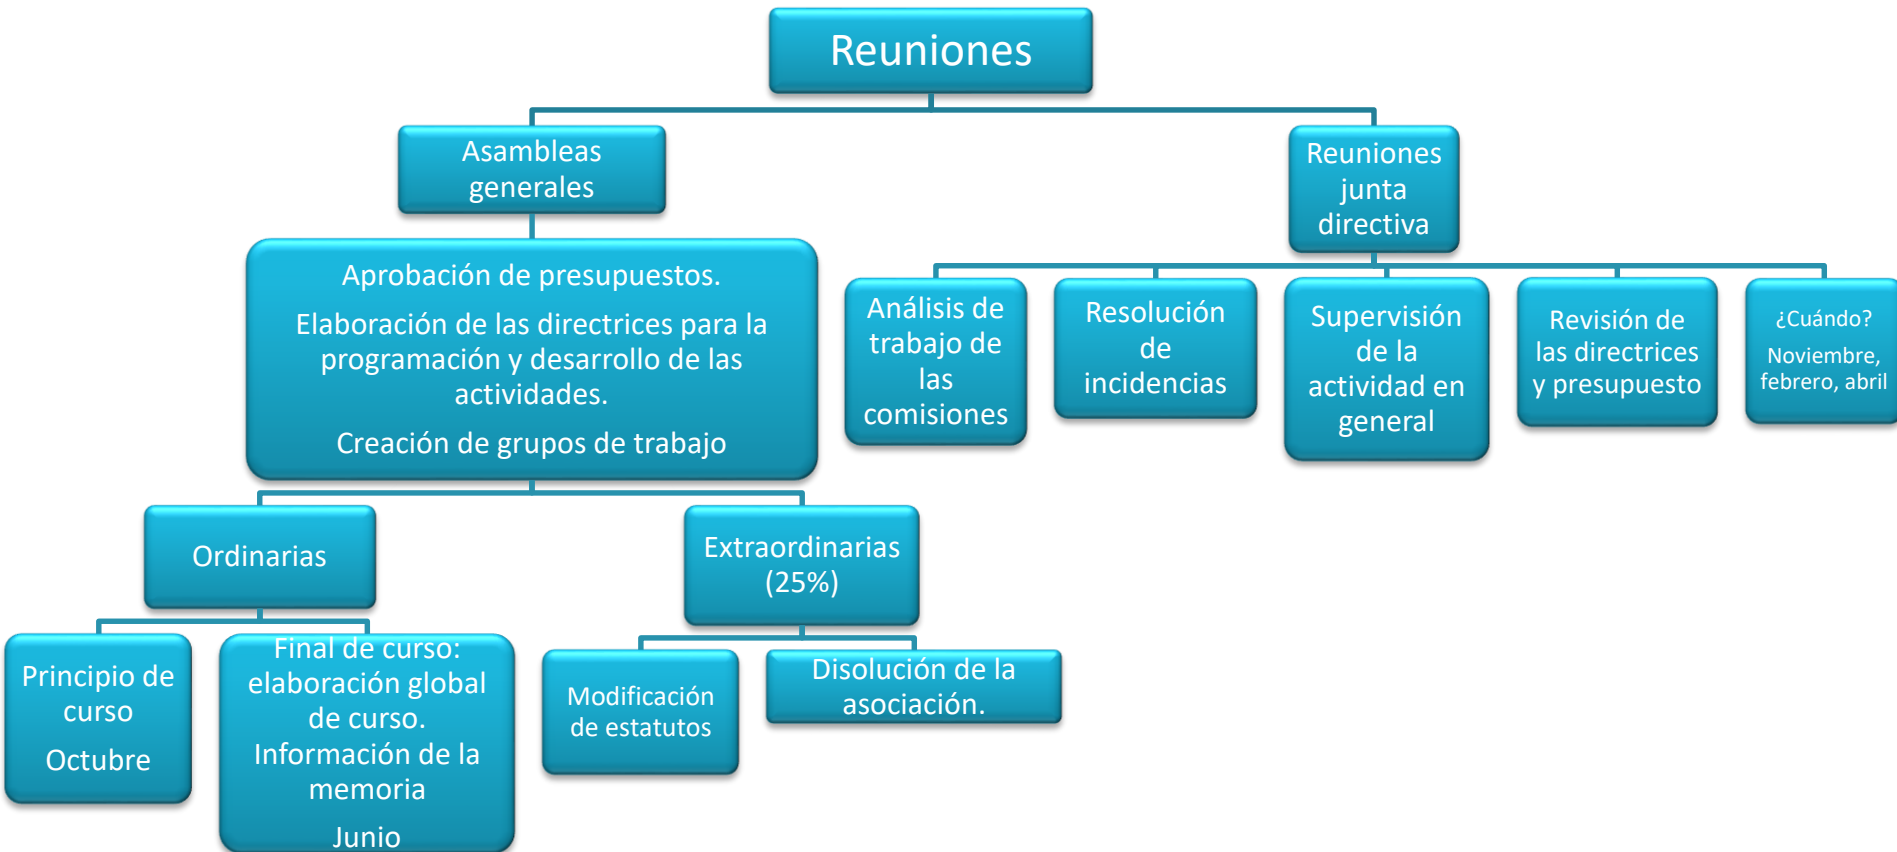 Reuniones
Asambleas
generales
Reuniones
junta
directiva
Aprobación de presupuestos.
Elaboración de las directrices para la
programación y desarrollo de las
actividades.
Creación de grupos de trabajo
Análisis de
trabajo de
las
comisiones
Resolución
de
incidencias
Supervisión
de la
actividad en
general
Revisión de
las directrices
y presupuesto
¿Cuándo?
Noviembre,
febrero, abril
Ordinarias
Extraordinarias
(25%)
Principio de
curso
Octubre
Final de curso:
elaboración global
de curso.
Información de la
memoria
Junio
Modificación
de estatutos
Disolución de la
asociación.